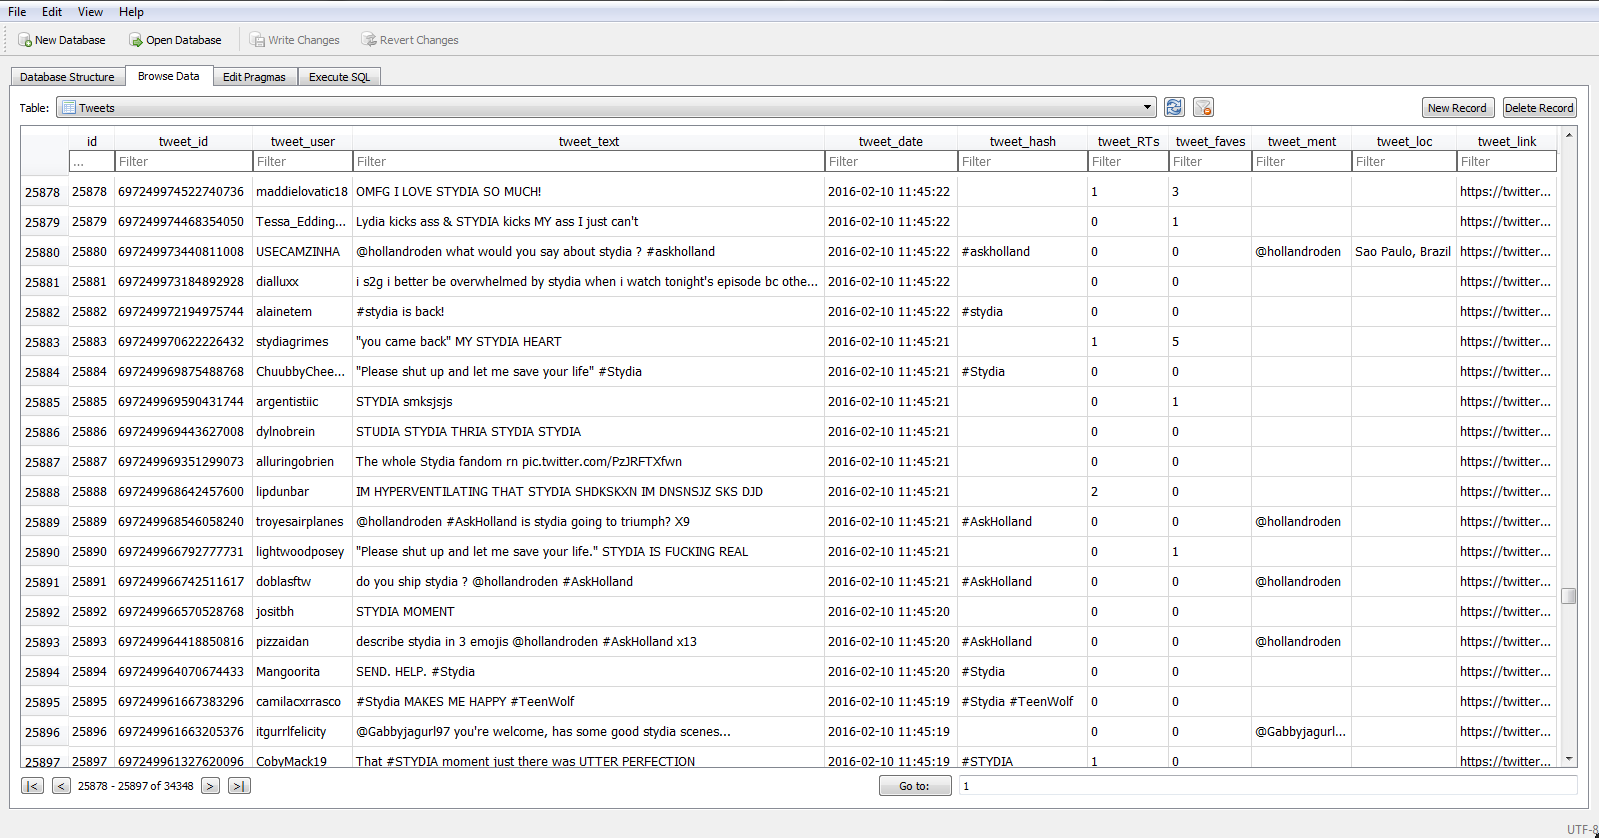 File Edit View Help
New Database Open Database Write Changes Revert Changes
Database Structure Browse Data Edit Pragmas Execute SQL
Table: Tweets New Record Delete Record
id tweet_id tweet_user tweet_text tweet_date tweet_hash tweet_RTs tweet_faves tweet_ment tweet_loc tweet_link
... Filter Filter Filter Filter Filter Filter Filter Filter Filter Filter
25878 25878 697249974522740736 maddielovatic18 OMFG I LOVE STYDIA SO MUCH! 2016-02-10 11:45:22 1 3 https://twitter...
25879 25879 697249974468354050 Tessa_Edding... Lydia kicks ass & STYDIA kicks MY ass I just can't 2016-02-10 11:45:22 0 1 https://twitter...
25880 25880 697249973440811008 USECAMZINHA @hollandroden what would you say about stydia ? #askholland 2016-02-10 11:45:22 #askholland 0 0 @hollandroden Sao Paulo, Brazil https://twitter...
25881 25881 697249973184892928 dialluxx i s2g i better be overwhelmed by stydia when i watch tonight's episode bc othe... 2016-02-10 11:45:22 0 0 https://twitter...
25882 25882 697249972194975744 alainetem #stydia is back! 2016-02-10 11:45:22 #stydia 0 0 https://twitter...
25883 25883 697249970622226432 stydiagrimes "you came back" MY STYDIA HEART 2016-02-10 11:45:21 1 5 https://twitter...
25884 25884 697249969875488768 ChuubbyChee... "Please shut up and let me save your life" #Stydia 2016-02-10 11:45:21 #Stydia 0 0 https://twitter...
25885 25885 697249969590431744 argentistiic STYDIA smksjsjs 2016-02-10 11:45:21 0 1 https://twitter...
25886 25886 697249969443627008 dylnobrein STUDIA STYDIA THRIA STYDIA STYDIA 2016-02-10 11:45:21 0 0 https://twitter...
25887 25887 697249969351299073 alluringobrien The whole Stydia fandom rn pic.twitter.com/PzJRFTXfwn 2016-02-10 11:45:21 0 0 https://twitter...
25888 25888 697249968642457600 lipdunbar IM HYPERVENTILATING THAT STYDIA SHDKSKXN IM DNSNSJZ SKS DJD 2016-02-10 11:45:21 2 0 https://twitter...
25889 25889 697249968546058240 troyesairplanes @hollandroden #AskHolland is stydia going to triumph? X9 2016-02-10 11:45:21 #AskHolland 0 0 @hollandroden https://twitter...
25890 25890 697249966792777731 lightwoodposey "Please shut up and let me save your life." STYDIA IS FUCKING REAL 2016-02-10 11:45:21 0 1 https://twitter...
25891 25891 697249966742511617 doblasftw do you ship stydia ? @hollandroden #AskHolland 2016-02-10 11:45:21 #AskHolland 0 0 @hollandroden https://twitter...
25892 25892 697249966570528768 jositbh STYDIA MOMENT 2016-02-10 11:45:20 0 0 https://twitter...
25893 25893 697249964418850816 pizzaidan describe stydia in 3 emojis @hollandroden #AskHolland x13 2016-02-10 11:45:20 #AskHolland 0 0 @hollandroden https://twitter...
25894 25894 697249964070674433 Mangoorita SEND. HELP. #Stydia 2016-02-10 11:45:20 #Stydia 0 0 https://twitter...
25895 25895 697249961667383296 camilacxrrasco #Stydia MAKES ME HAPPY #TeenWolf 2016-02-10 11:45:19 #Stydia #TeenWolf 0 0 https://twitter...
25896 25896 697249961663205376 itgurrlfelicity @Gabbyjagurl97 you're welcome, has some good stydia scenes... 2016-02-10 11:45:19 0 0 @Gabbyjagurl... https://twitter...
25897 25897 697249961327620096 CobyMack19 That #STYDIA moment just there was UTTER PERFECTION 2016-02-10 11:45:19 #STYDIA 1 0 https://twitter...
|< < 25878 - 25897 of 34348 > >| Go to: 1
UTF-8